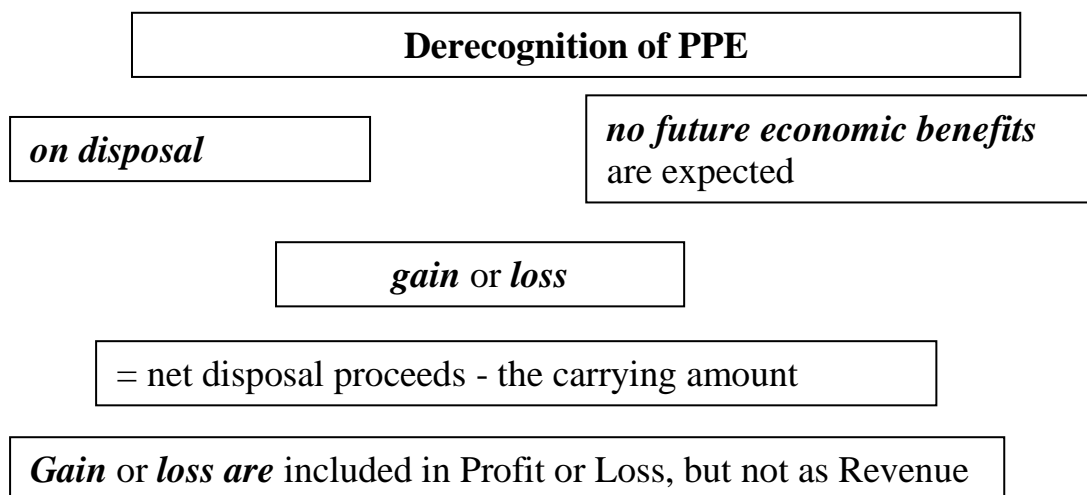 Derecognition of PPE
on disposal
no future economic benefits
are expected
gain or loss
= net disposal proceeds - the carrying amount
Gain or loss are included in Profit or Loss, but not as Revenue